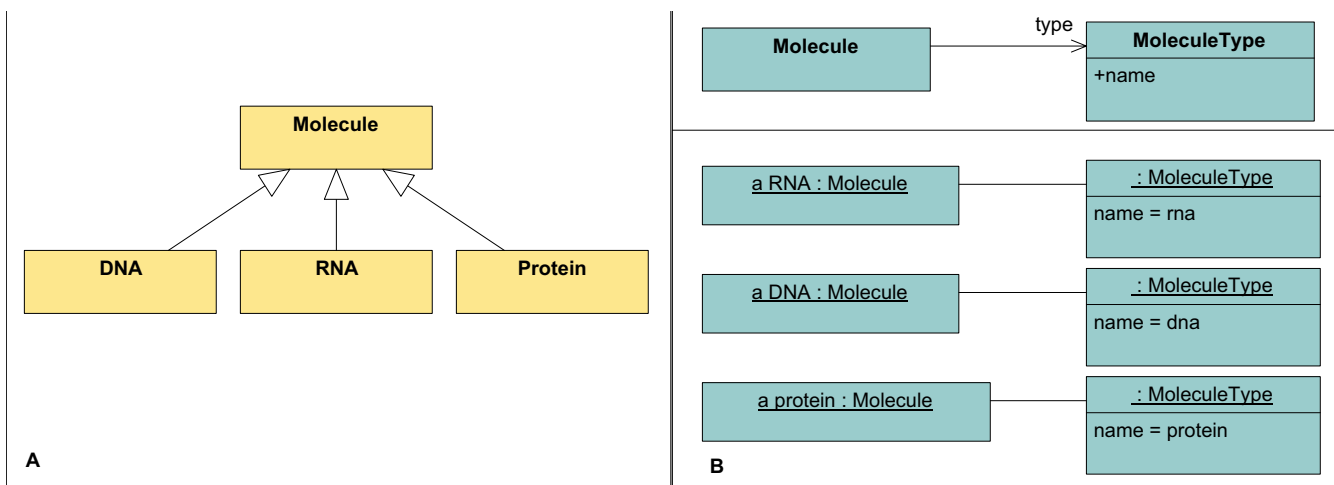 Molecule
DNA
RNA
Protein
A
type
Molecule
MoleculeType
+name
a RNA : Molecule
: MoleculeType
name = rna
a DNA : Molecule
: MoleculeType
name = dna
a protein : Molecule
: MoleculeType
name = protein
B